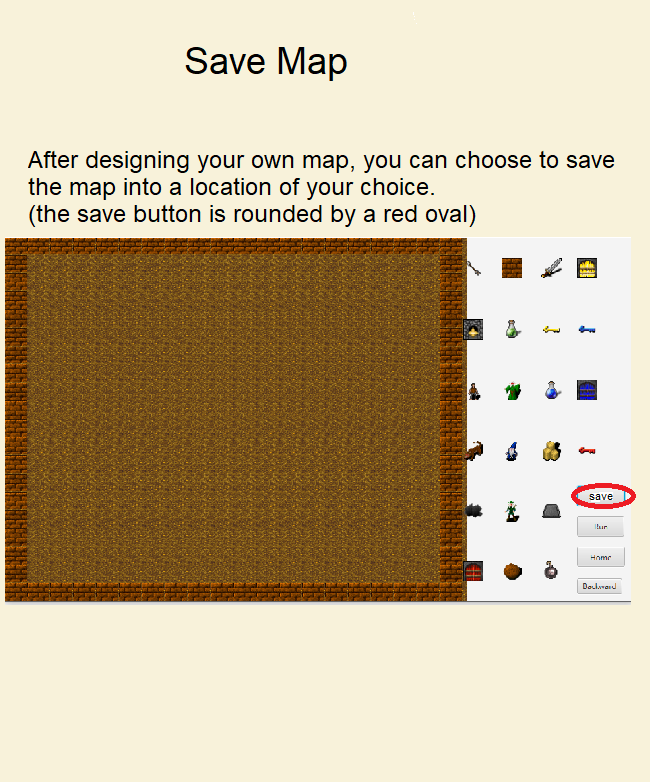 Save Map
After designing your own map, you can choose to save
the map into a location of your choice.
(the save button is rounded by a red oval)
save
Run
Home
Backward